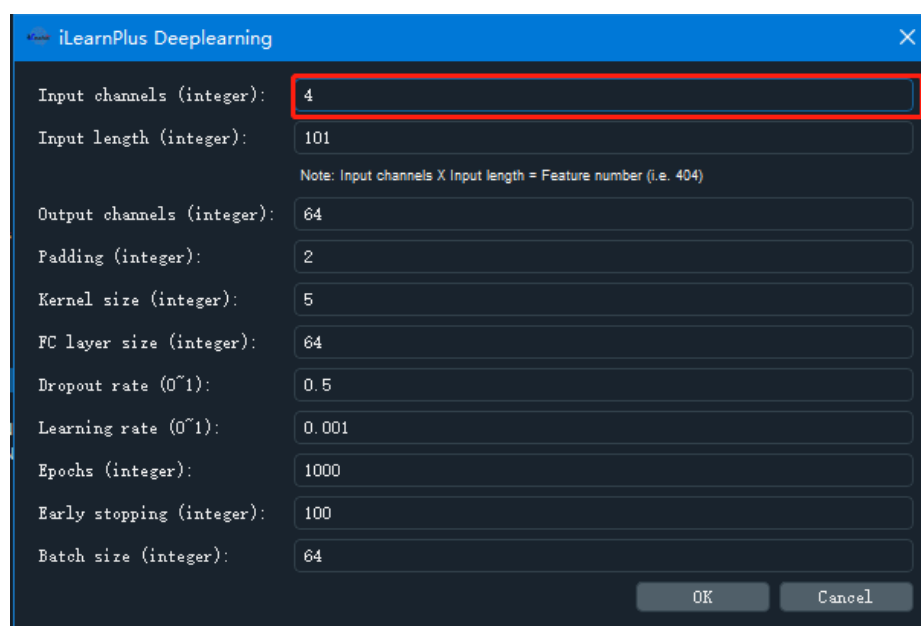 iLearnPlus Deeplearning
Input channels (integer): 4
Input length (integer): 101
Note: Input channels X Input length = Feature number (i.e. 404)
Output channels (integer): 64
Padding (integer): 2
Kernel size (integer): 5
FC layer size (integer): 64
Dropout rate (0~1): 0.5
Learning rate (0~1): 0.001
Epochs (integer): 1000
Early stopping (integer): 100
Batch size (integer): 64
OK Cancel